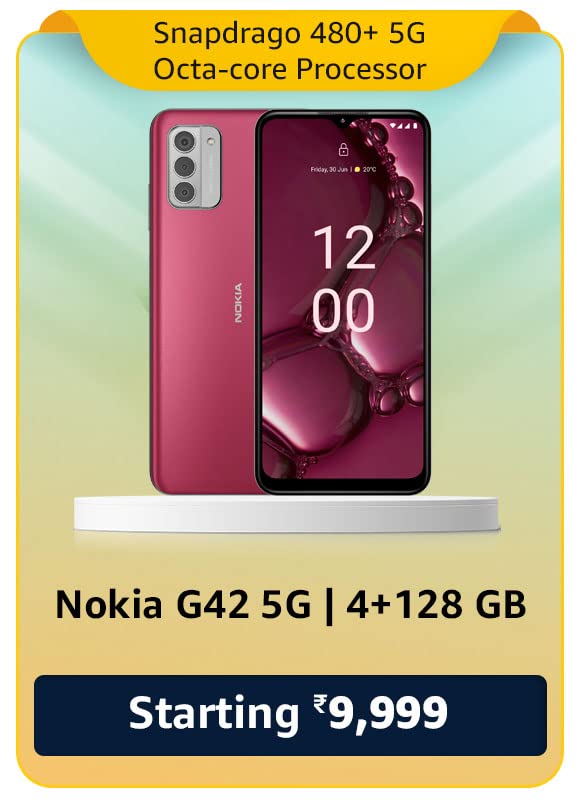 Snapdrago 480+ 5G
Octa-core Processor
Friday, 30 Jun | 20°C
12
00
NOKIA
Nokia G42 5G | 4+128 GB
Starting ₹9,999